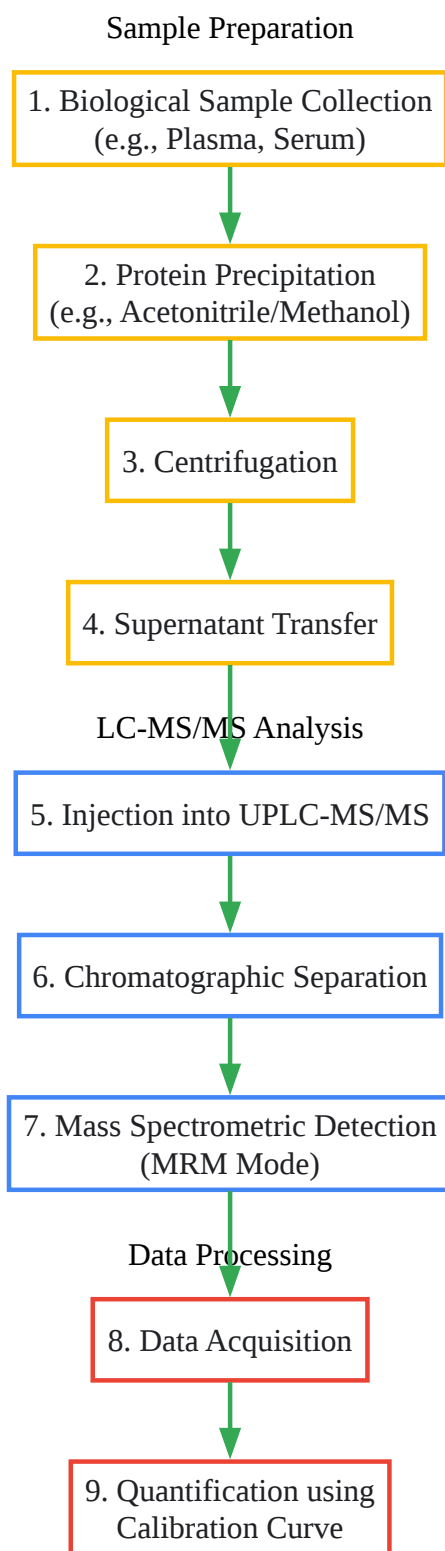 Sample Preparation
1. Biological Sample Collection
(e.g., Plasma, Serum)
2. Protein Precipitation
(e.g., Acetonitrile/Methanol)
3. Centrifugation
4. Supernatant Transfer
LC-MS/MS Analysis
5. Injection into UPLC-MS/MS
6. Chromatographic Separation
7. Mass Spectrometric Detection
(MRM Mode)
Data Processing
8. Data Acquisition
9. Quantification using
Calibration Curve